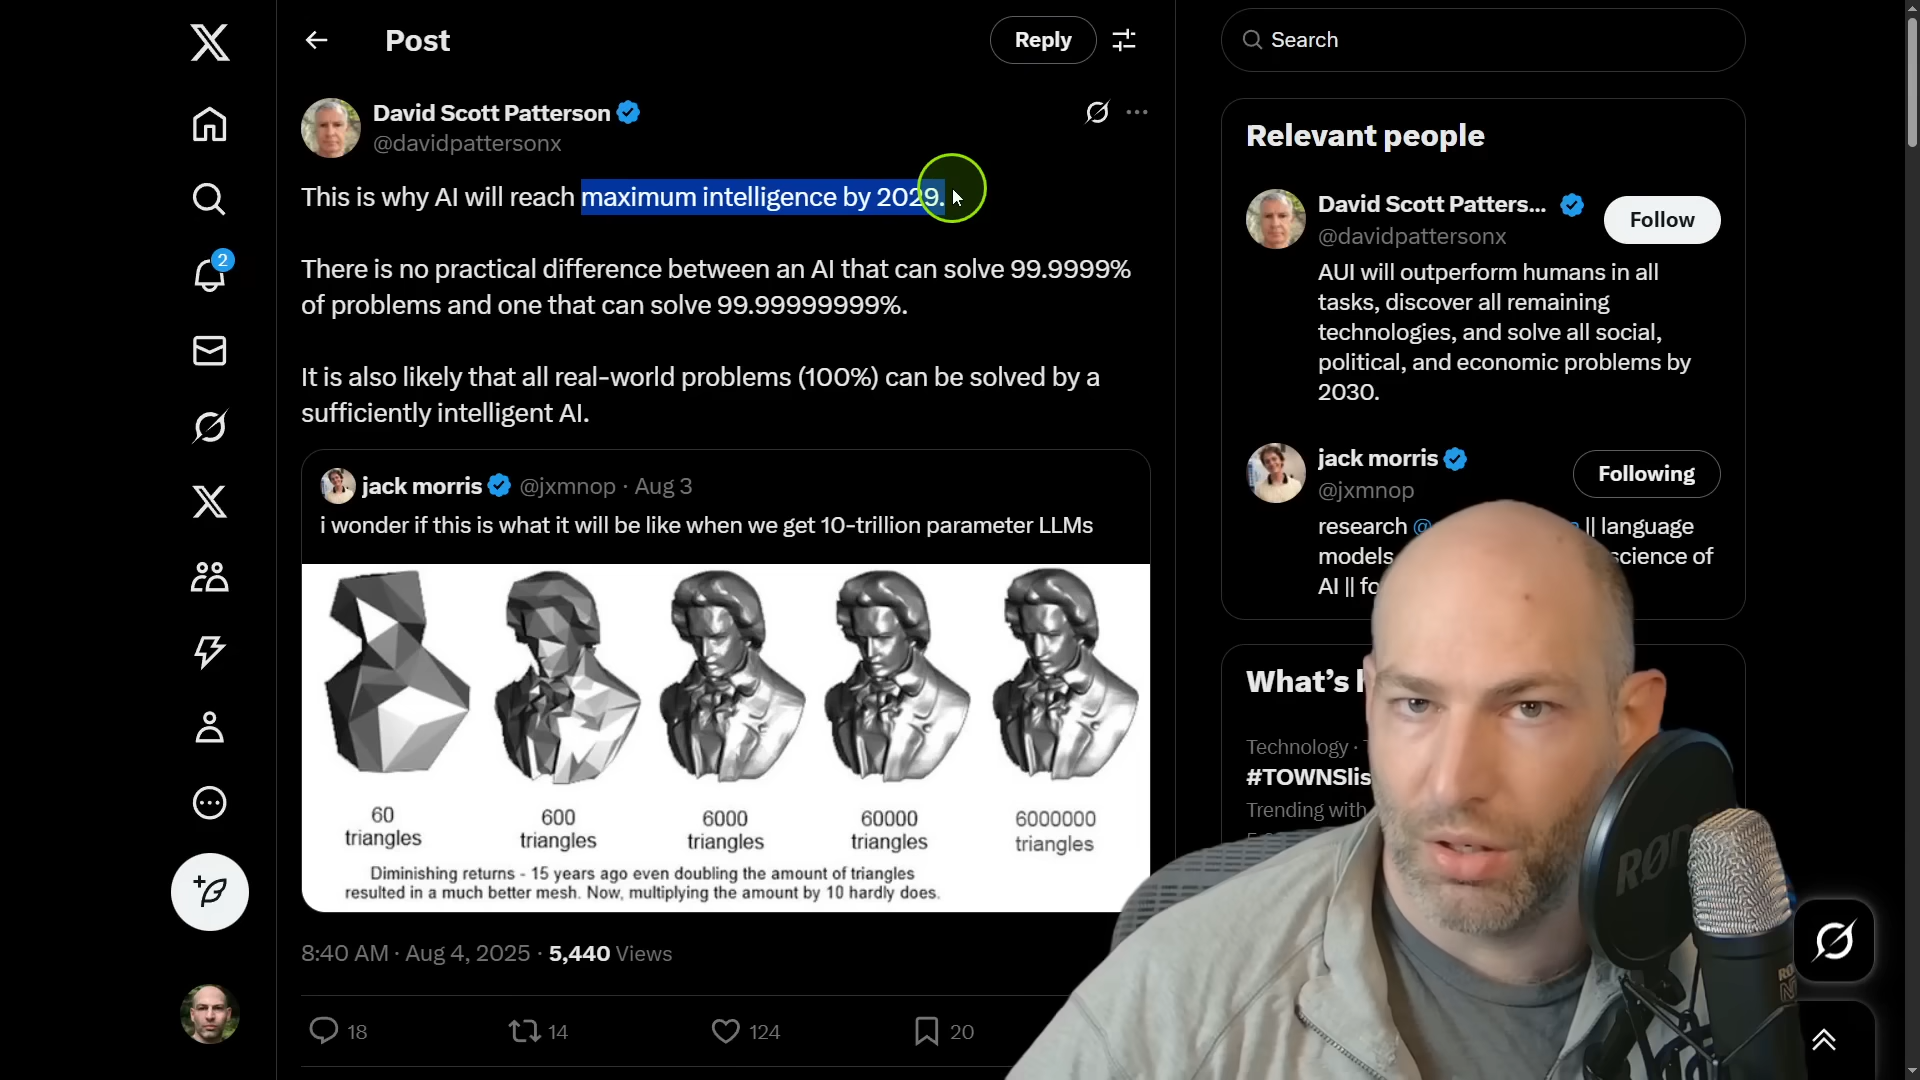 Post
Reply
Search
David Scott Patterson
@davidpattersonx
This is why AI will reach maximum intelligence by 2029.
There is no practical difference between an AI that can solve 99.9999%
of problems and one that can solve 99.99999999%.
It is also likely that all real-world problems (100%) can be solved by a
sufficiently intelligent AI.
jack morris @jxmnop · Aug 3
i wonder if this is what it will be like when we get 10-trillion parameter LLMs
60
triangles
600
triangles
6000
triangles
60000
triangles
6000000
triangles
Diminishing returns - 15 years ago even doubling the amount of triangles
resulted in a much better mesh. Now, multiplying the amount by 10 hardly does.
8:40 AM · Aug 4, 2025 · 5,440 Views
18
14
124
20
2
Relevant people
David Scott Patters...
@davidpattersonx
Follow
AUI will outperform humans in all
tasks, discover all remaining
technologies, and solve all social,
political, and economic problems by
2030.
jack morris
@jxmnop
Following
research @ || language
models science of
AI ||
What's
Technology ·
#TOWNSlis
Trending with
RØD